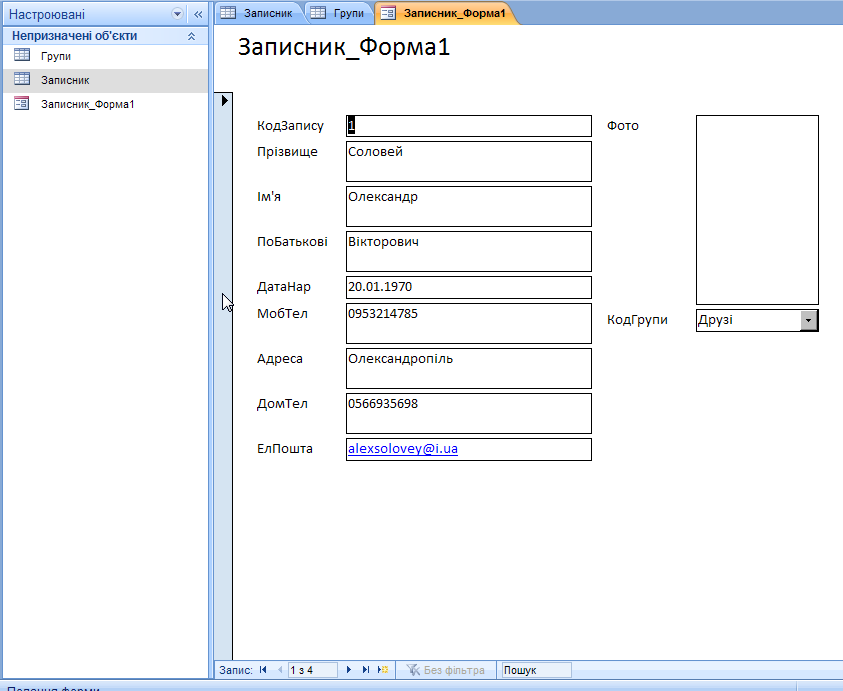 Настроювані
Непризначені об'єкти
Групи
Записник
Записник_Форма1
Записник Групи Записник_Форма1
Записник_Форма1
КодЗапису 1
Прізвище Соловей
Ім'я Олександр
ПоБатькові Вікторович
ДатаНар 20.01.1970
МобТел 0953214785
Адреса Олександропіль
ДомТел 0566935698
ЕлПошта alexsolovey@i.ua
Фото
КодГрупи Друзі
Запис: 1 з 4 Без фільтра Пошук